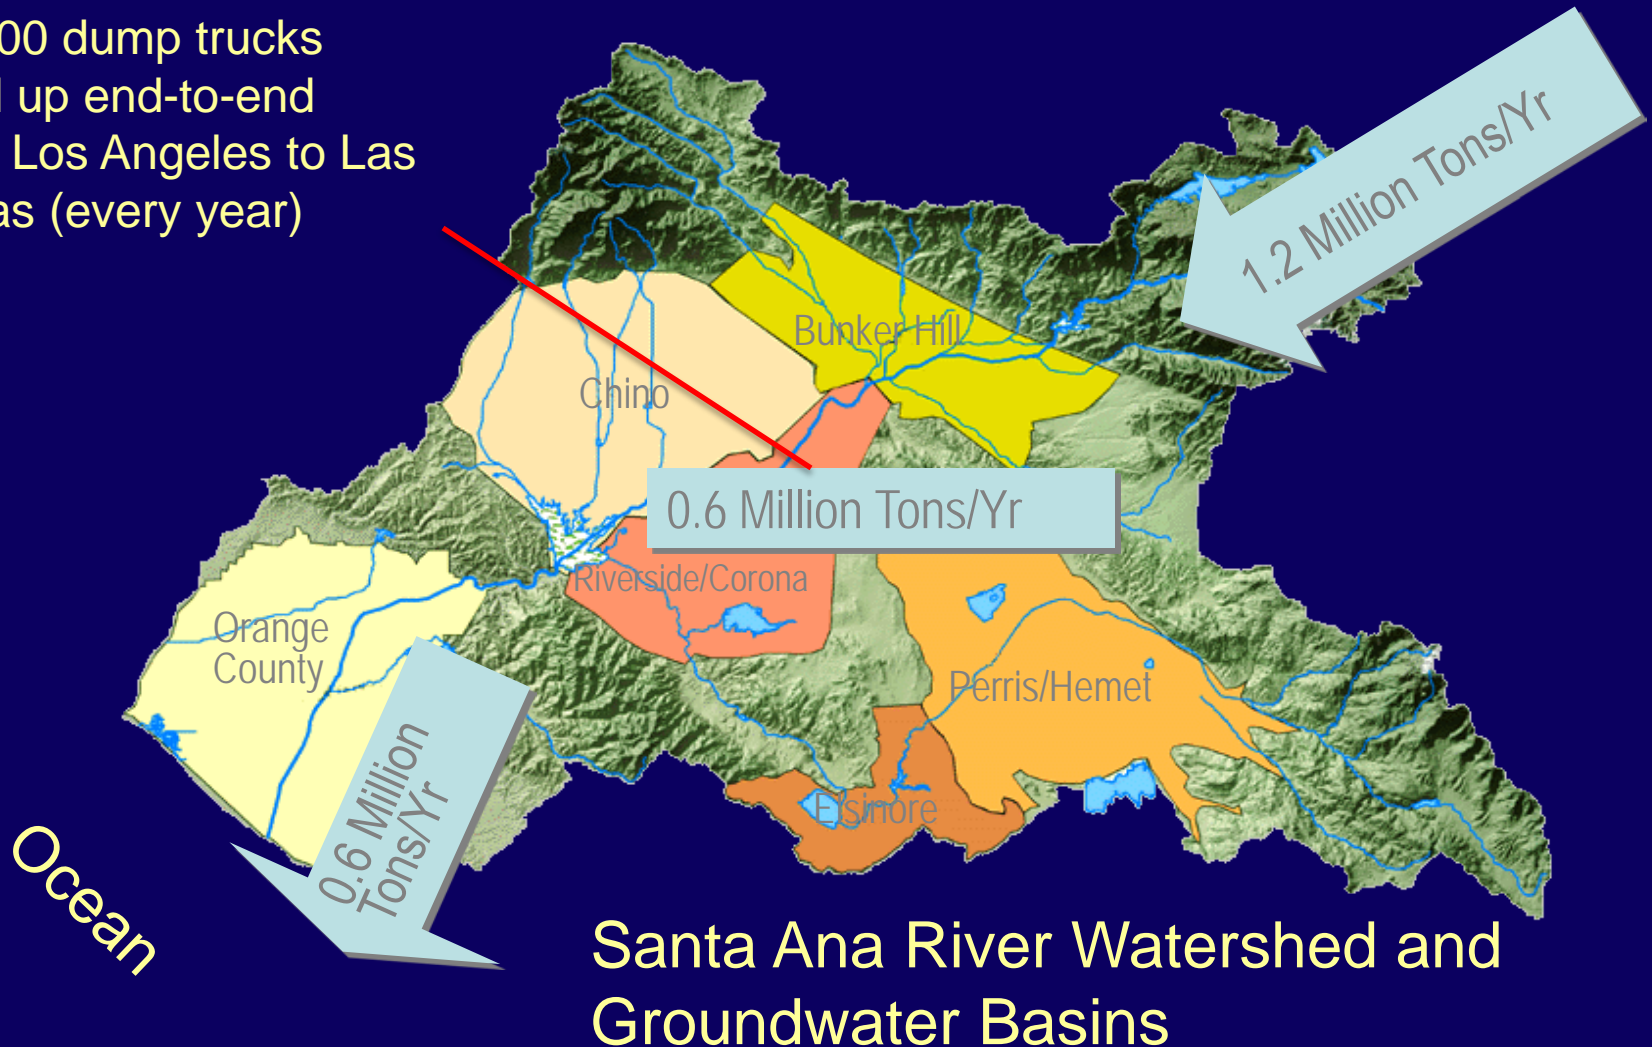 00 dump trucks
up end-to-end
Los Angeles to Las
as (every year)
1.2 Million Tons/Yr
Bunker Hill
Chino
0.6 Million Tons/Yr
Riverside/Corona
Orange
County
Perris/Hemet
0.6 Million
Tons/Yr
Elsinore
Ocean
Santa Ana River Watershed and
Groundwater Basins